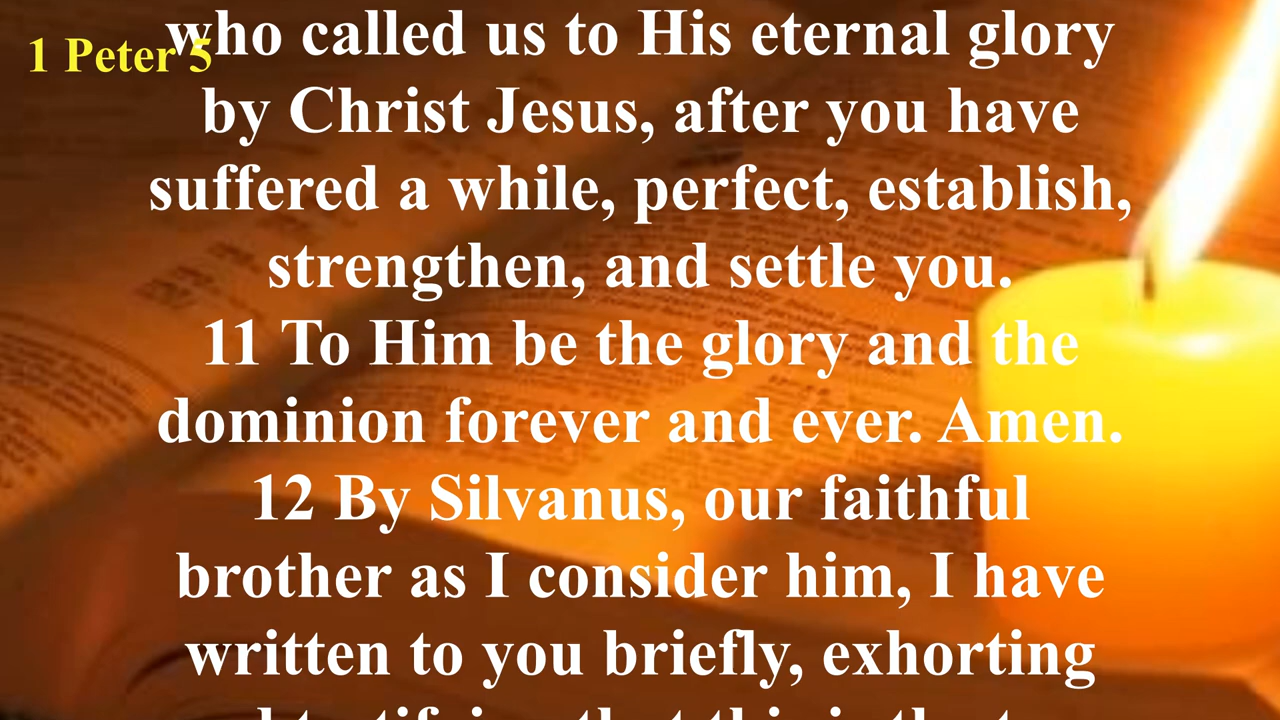 1 Peter 5
who called us to His eternal glory
by Christ Jesus, after you have
suffered a while, perfect, establish,
strengthen, and settle you.
11 To Him be the glory and the
dominion forever and ever. Amen.
12 By Silvanus, our faithful
brother as I consider him, I have
written to you briefly, exhorting